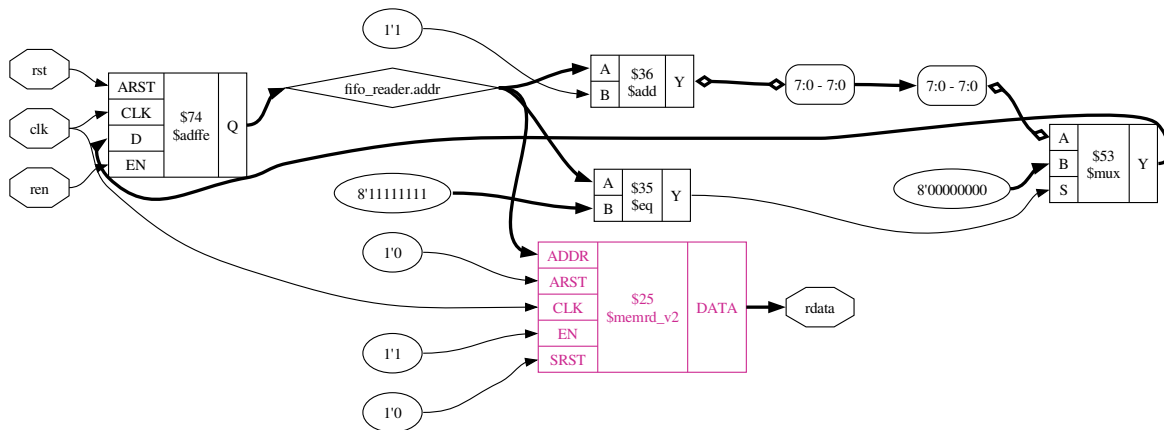 rst
clk
ren
ARST
CLK
D
EN
$74
$adffe
Q
fifo_reader.addr
1'1
A
B
$36
$add
Y
7:0 - 7:0
7:0 - 7:0
8'11111111
A
B
$35
$eq
Y
8'00000000
A
B
S
$53
$mux
Y
1'0
1'1
1'0
ADDR
ARST
CLK
EN
SRST
$25
$memrd_v2
DATA
rdata